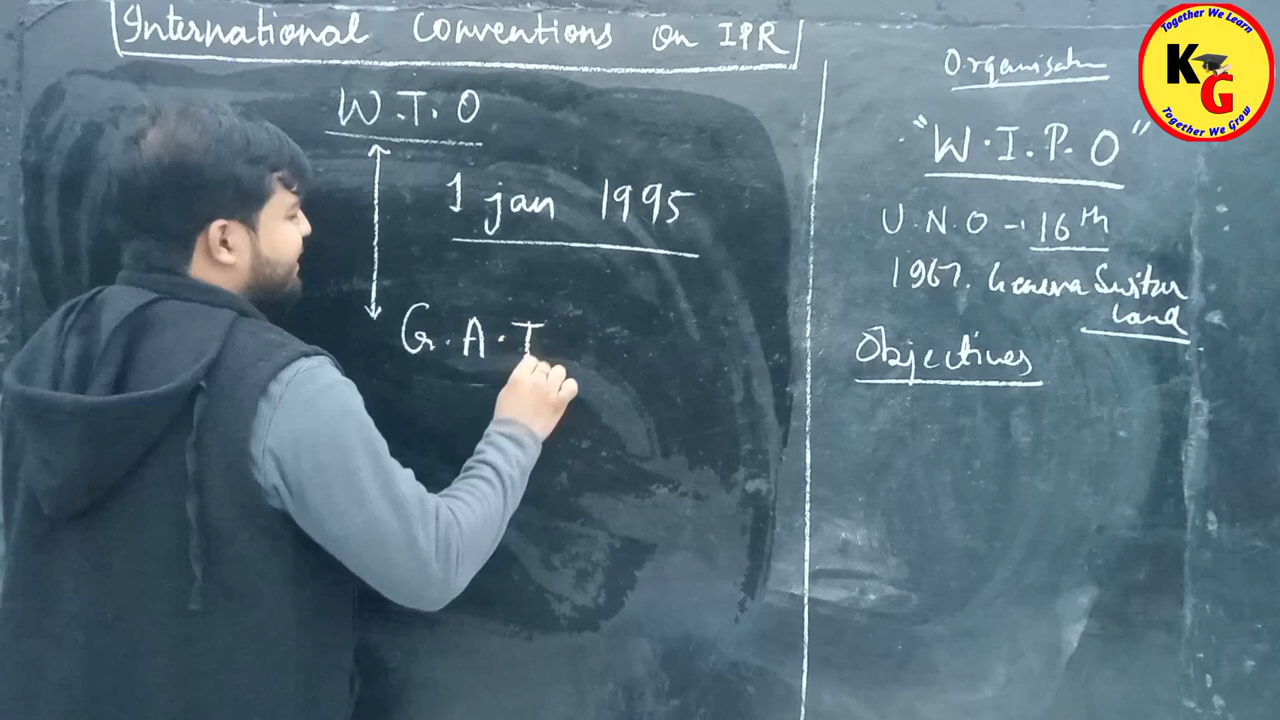 International Conventions on IPR
W.T.O
1 jan 1995
G.A.T
Organisatn
"W.I.P.O"
U.N.O - 16th
1967. Geneva Switzer
land
Objectives
Together We Learn
KG
Together We Grow